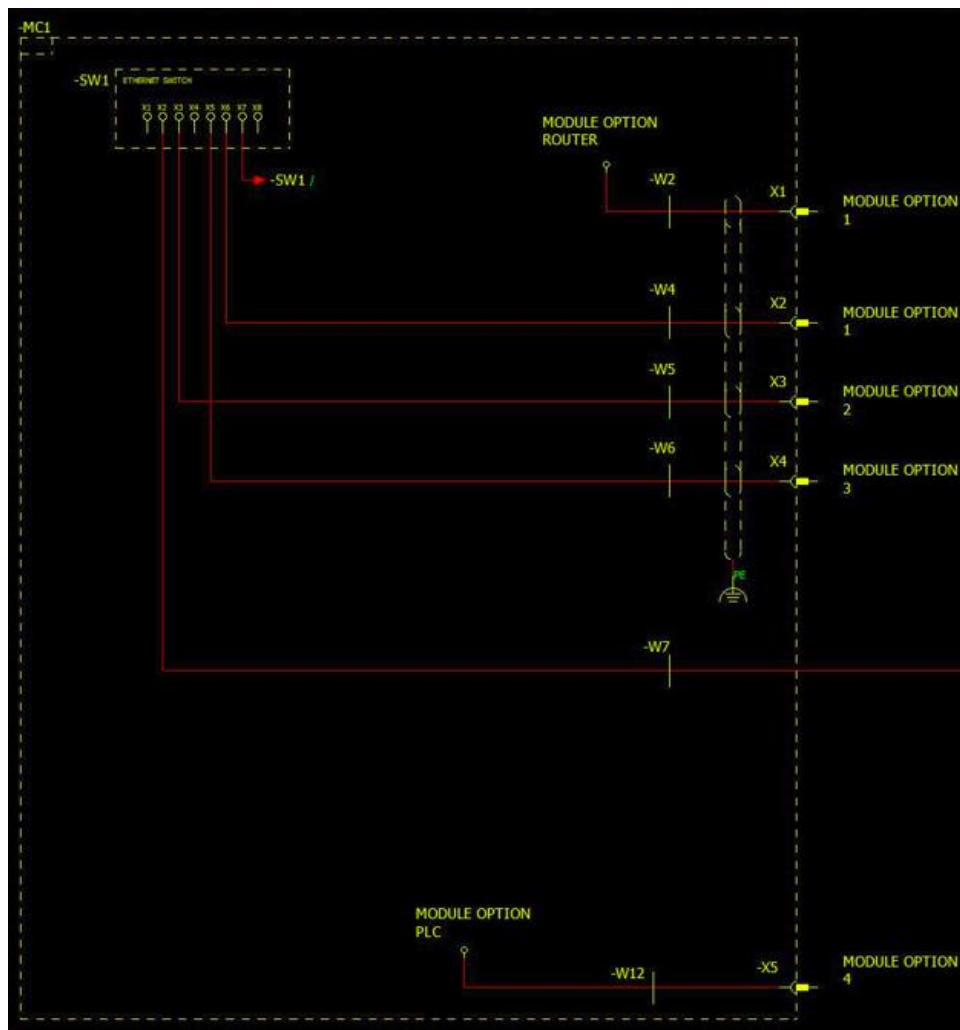 -MC1
-SW1
ETHERNET SWITCH
X1 X2 X3 X4 X5 X6 X7 X8
-SW1 /
MODULE OPTION
ROUTER
-W2
X1
MODULE OPTION
1
-W4
X2
MODULE OPTION
1
-W5
X3
MODULE OPTION
2
-W6
X4
MODULE OPTION
3
PE
-W7
MODULE OPTION
PLC
-W12
-X5
MODULE OPTION
4